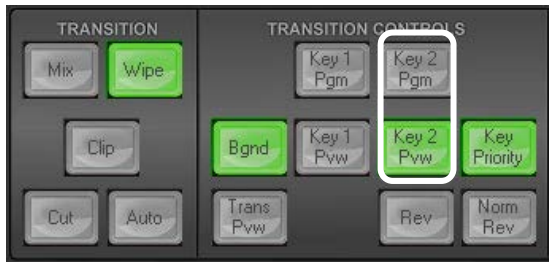 TRANSITION
Mix
Wipe
Clip
Cut
Auto
TRANSITION CONTROLS
Key 1
Pgm
Key 2
Pgm
Bgnd
Key 1
Pvw
Key 2
Pvw
Key
Priority
Trans
Pvw
Rev
Norm
Rev